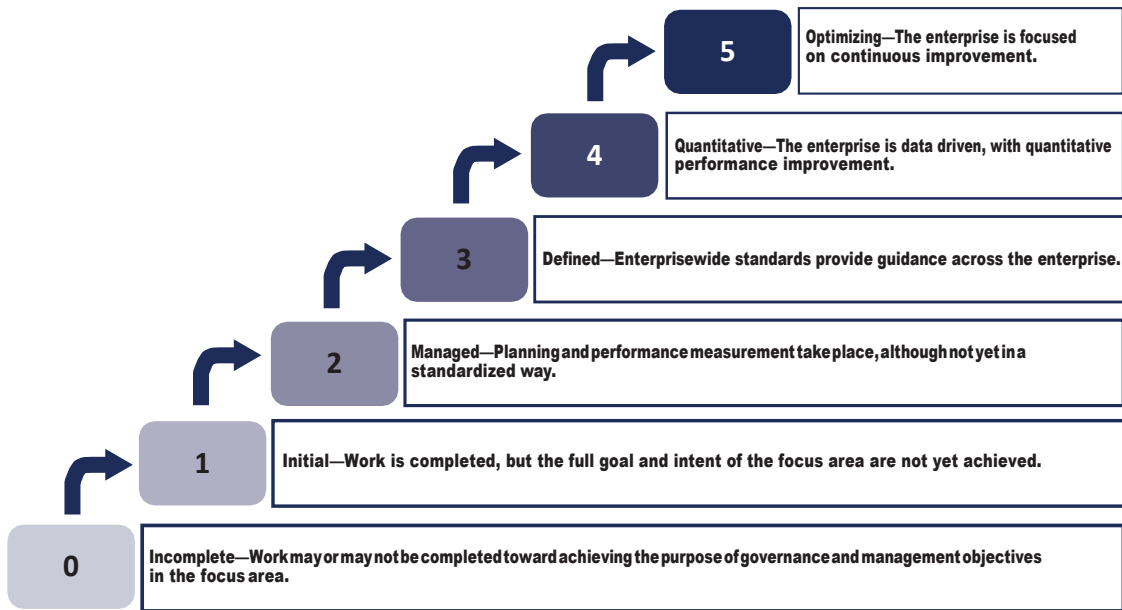 5
Optimizing—The enterprise is focused
on continuous improvement.
4
Quantitative—The enterprise is data driven, with quantitative
performance improvement.
3
Defined—Enterprisewide standards provide guidance across the enterprise.
2
Managed—Planning and performance measurement take place, although not yet in a
standardized way.
1
Initial—Work is completed, but the full goal and intent of the focus area are not yet achieved.
0
Incomplete—Work may or may not be completed toward achieving the purpose of governance and management objectives
in the focus area.